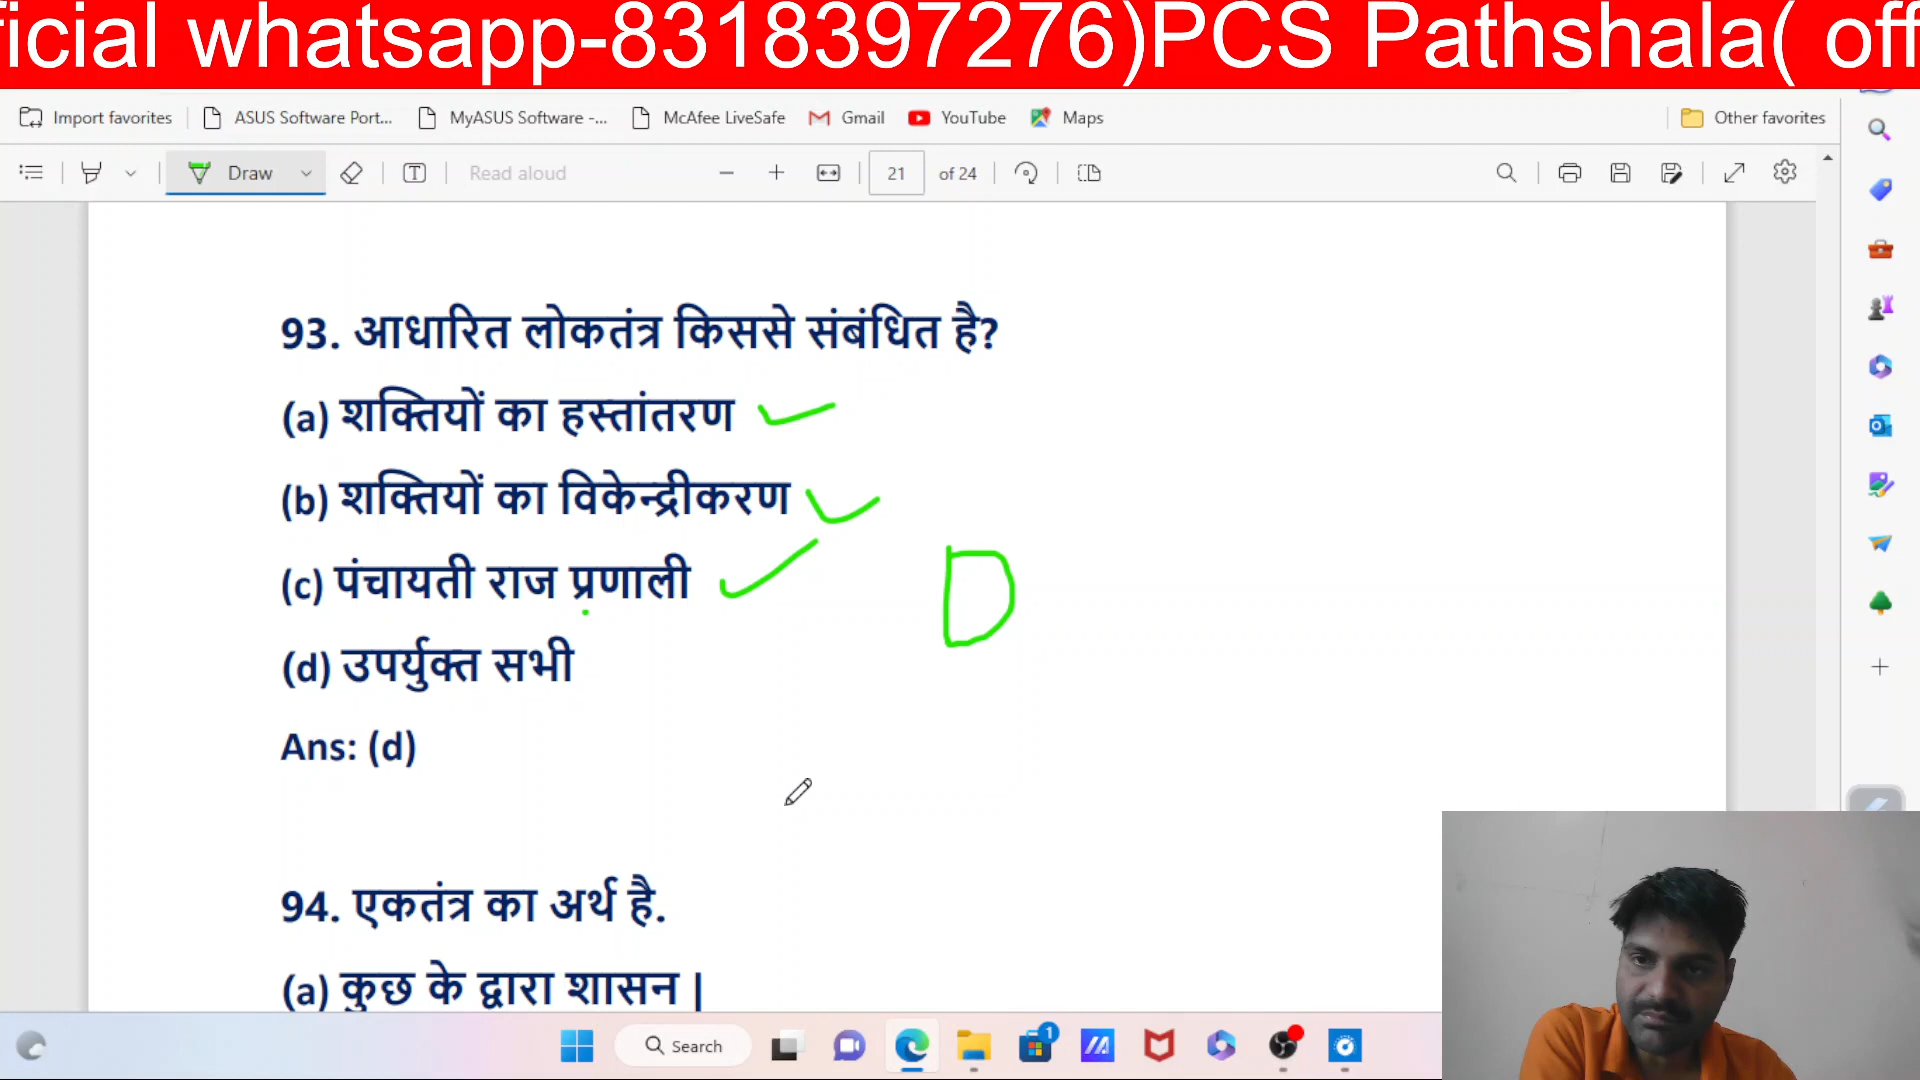 ficial whatsapp-8318397276)PCS Pathshala( off
Import favorites ASUS Software Port... MyASUS Software -... McAfee LiveSafe Gmail YouTube Maps Other favorites
Draw Read aloud 21 of 24
93. आधारित लोकतंत्र किससे संबंधित है?
(a) शक्तियों का हस्तांतरण
(b) शक्तियों का विकेन्द्रीकरण
(c) पंचायती राज प्रणाली
D
(d) उपर्युक्त सभी
Ans: (d)
94. एकतंत्र का अर्थ है.
(a) कुछ के द्वारा शासन |
Search 1